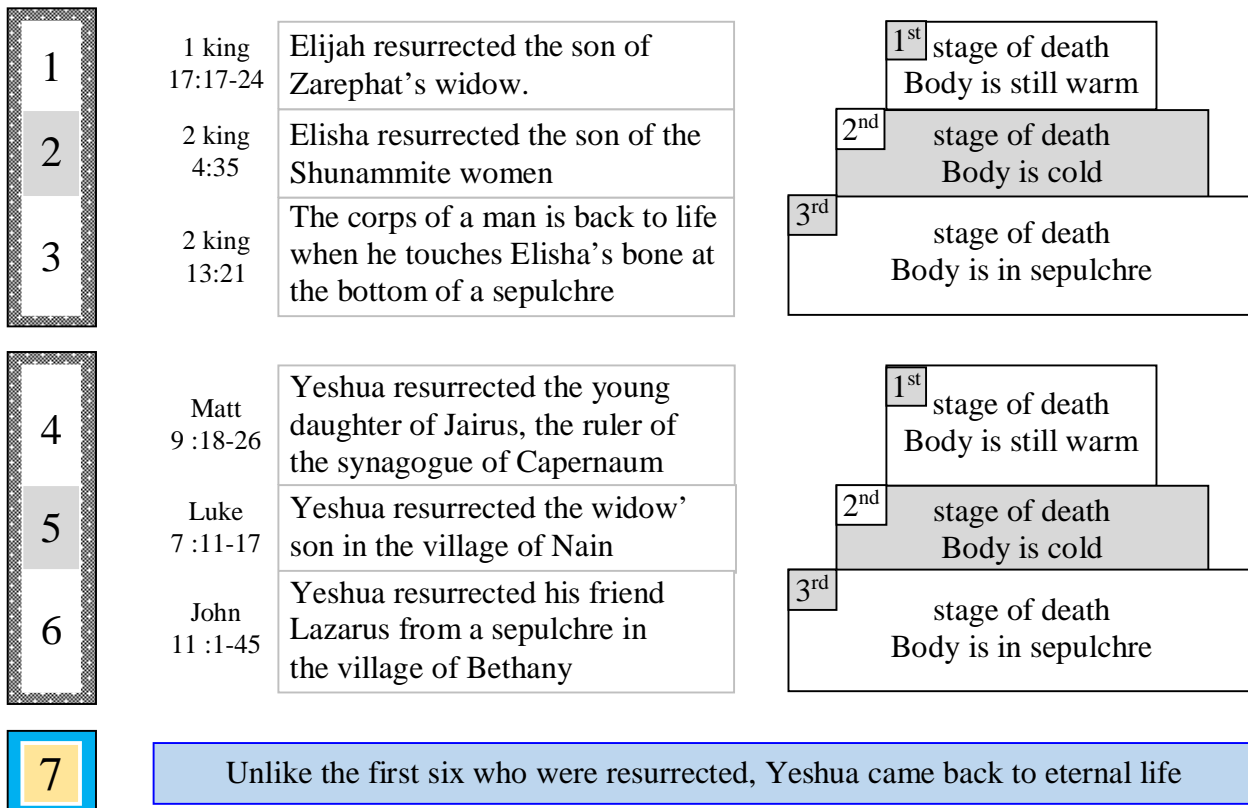 1
1 king
17:17-24
Elijah resurrected the son of
Zarephat’s widow.
1st stage of death
Body is still warm
2
2 king
4:35
Elisha resurrected the son of the
Shunammite women
2nd stage of death
Body is cold
3
2 king
13:21
The corps of a man is back to life
when he touches Elisha’s bone at
the bottom of a sepulchre
3rd stage of death
Body is in sepulchre
4
Matt
9 :18-26
Yeshua resurrected the young
daughter of Jairus, the ruler of
the synagogue of Capernaum
1st stage of death
Body is still warm
5
Luke
7 :11-17
Yeshua resurrected the widow’
son in the village of Nain
2nd stage of death
Body is cold
6
John
11 :1-45
Yeshua resurrected his friend
Lazarus from a sepulchre in
the village of Bethany
3rd stage of death
Body is in sepulchre
7
Unlike the first six who were resurrected, Yeshua came back to eternal life